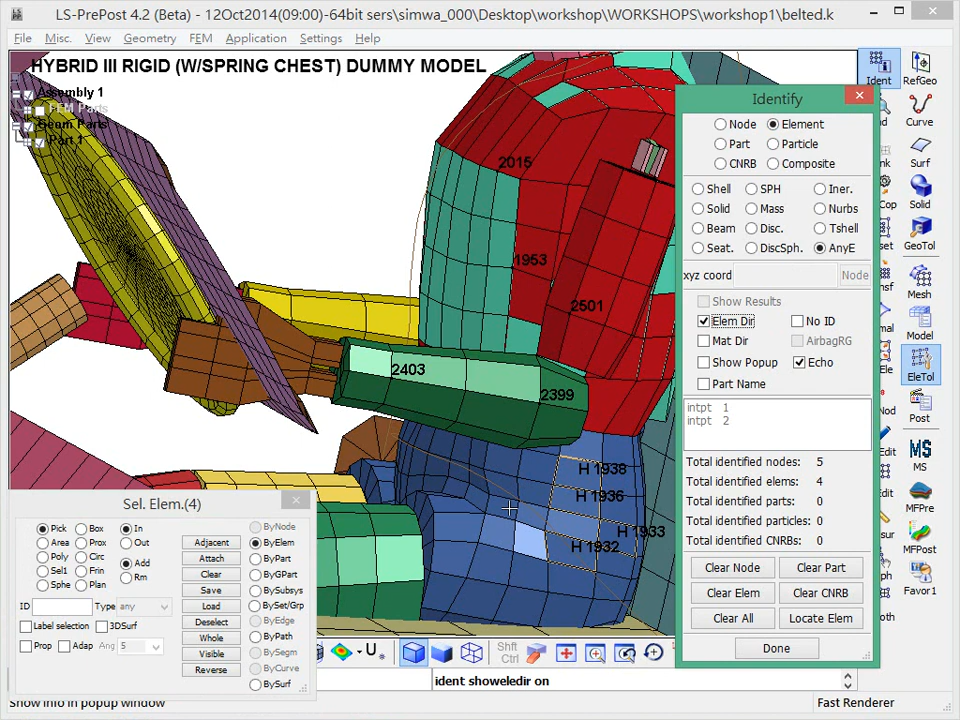 LS-PrePost 4.2 (Beta) - 12Oct2014(09:00)-64bit sers\simwa_000\Desktop\workshop\WORKSHOPS\workshop1\belted.k
File Misc. View Geometry FEM Application Settings Help
HYBRID III RIGID (W/SPRING CHEST) DUMMY MODEL
Assembly 1
FEM Parts
Geom Parts
Part 1
2015
1953
2501
2403
2399
H 1938
H 1936
H 1933
H 1932
Identify
Node Element
Part Particle
CNRB Composite
Shell SPH Iner.
Solid Mass Nurbs
Beam Disc. Tshell
Seat. DiscSph. AnyE
xyz coord Node
Show Results
Elem Dir No ID
Mat Dir AirbagRG
Show Popup Echo
Part Name
intpt 1
intpt 2
Total identified nodes: 5
Total identified elems: 4
Total identified parts: 0
Total identified particles: 0
Total identified CNRBs: 0
Clear Node Clear Part
Clear Elem Clear CNRB
Clear All Locate Elem
Done
Ident RefGeo
Curve
Surf
Solid
GeoTol
Mesh
Model
EleTol
Post
MS
MS
MFPre
MFPost
Favor1
Sel. Elem.(4)
Pick Box In
Area Prox Out
Poly Circ
Sel1 Frin Add
Sphe Plan Rm
ID Type any
Label selection 3DSurf
Prop Adap Ang 5
Adjacent
Attach
Clear
Save
Load
Deselect
Whole
Visible
Reverse
ByNode
ByElem
ByPart
ByGPart
BySubsys
BySet/Grp
ByEdge
ByPath
BySegm
ByCurve
BySurf
Shft
Ctrl
ident showeledir on
Show info in popup window
Fast Renderer